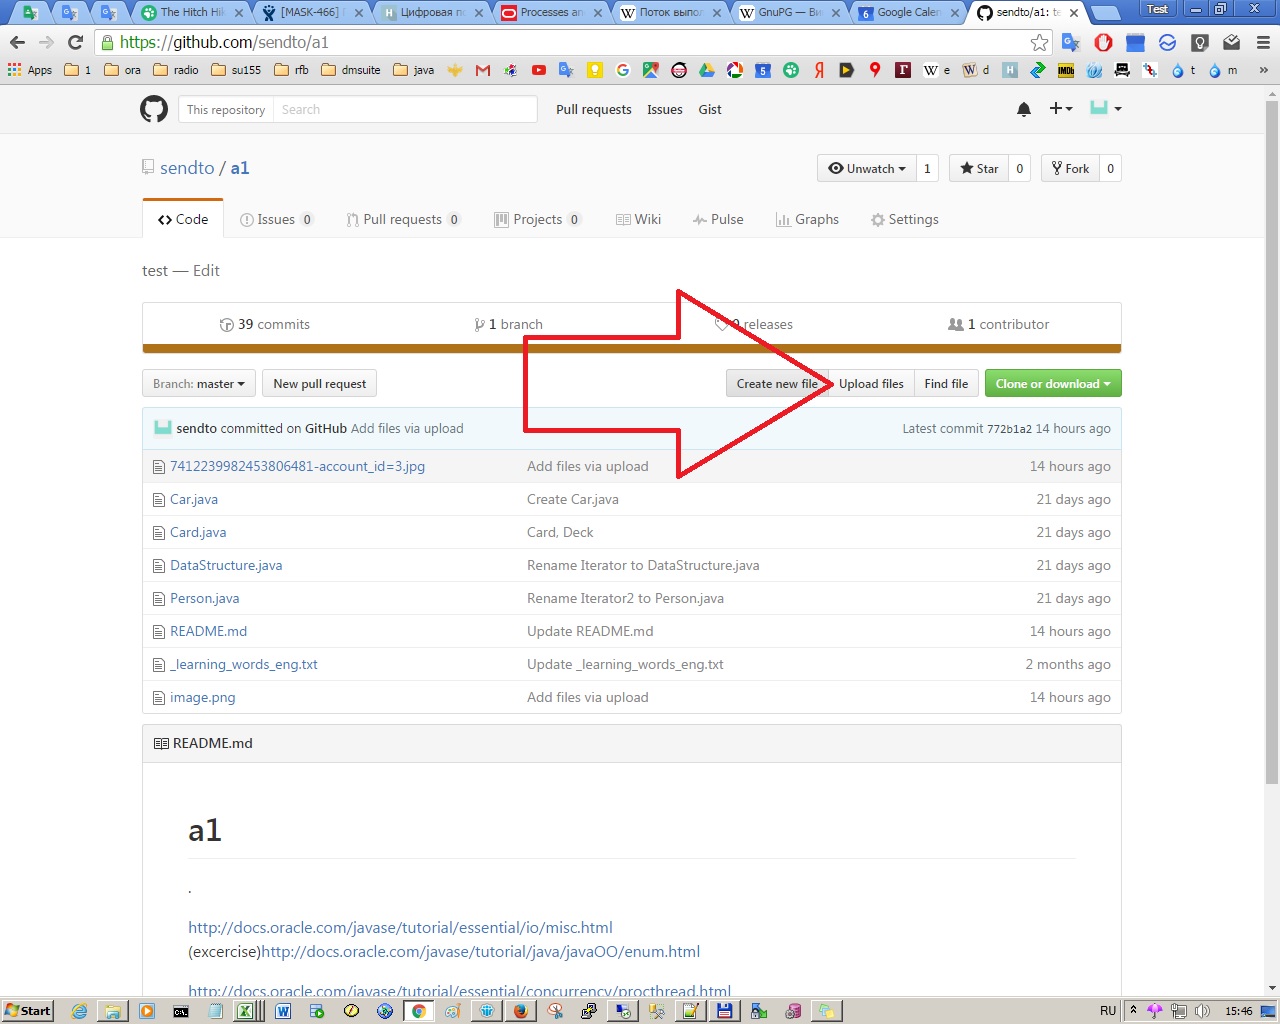 The Hitch Hik
[MASK-466]
Цифровая по
Processes an
Поток выпол
GnuPG — Ви
Google Calen
sendto/a1: te
Test
https://github.com/sendto/a1
Apps 1 ora radio su155 rfb dmsuite java e d t m »
This repository Search Pull requests Issues Gist
sendto / a1
Unwatch 1 Star 0 Fork 0
Code Issues 0 Pull requests 0 Projects 0 Wiki Pulse Graphs Settings
test — Edit
39 commits 1 branch 0 releases 1 contributor
Branch: master New pull request Create new file Upload files Find file Clone or download
sendto committed on GitHub Add files via upload Latest commit 772b1a2 14 hours ago
7412239982453806481-account_id=3.jpg Add files via upload 14 hours ago
Car.java Create Car.java 21 days ago
Card.java Card, Deck 21 days ago
DataStructure.java Rename Iterator to DataStructure.java 21 days ago
Person.java Rename Iterator2 to Person.java 21 days ago
README.md Update README.md 14 hours ago
_learning_words_eng.txt Update _learning_words_eng.txt 2 months ago
image.png Add files via upload 14 hours ago
README.md
a1
.
http://docs.oracle.com/javase/tutorial/essential/io/misc.html
(excercise)http://docs.oracle.com/javase/tutorial/java/javaOO/enum.html
http://docs.oracle.com/javase/tutorial/essential/concurrency/procthread.html
Start RU 15:46